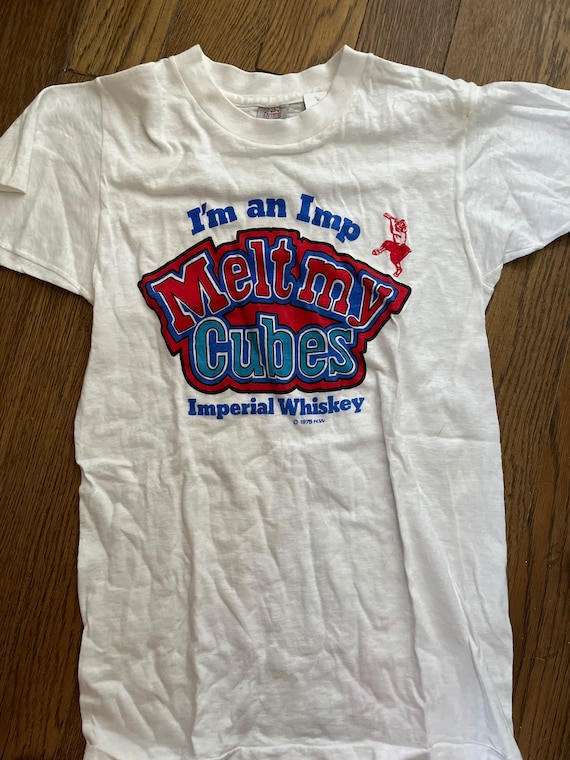 I'm an Imp
Melt my
Cubes
Imperial Whiskey
© 1975 H.W